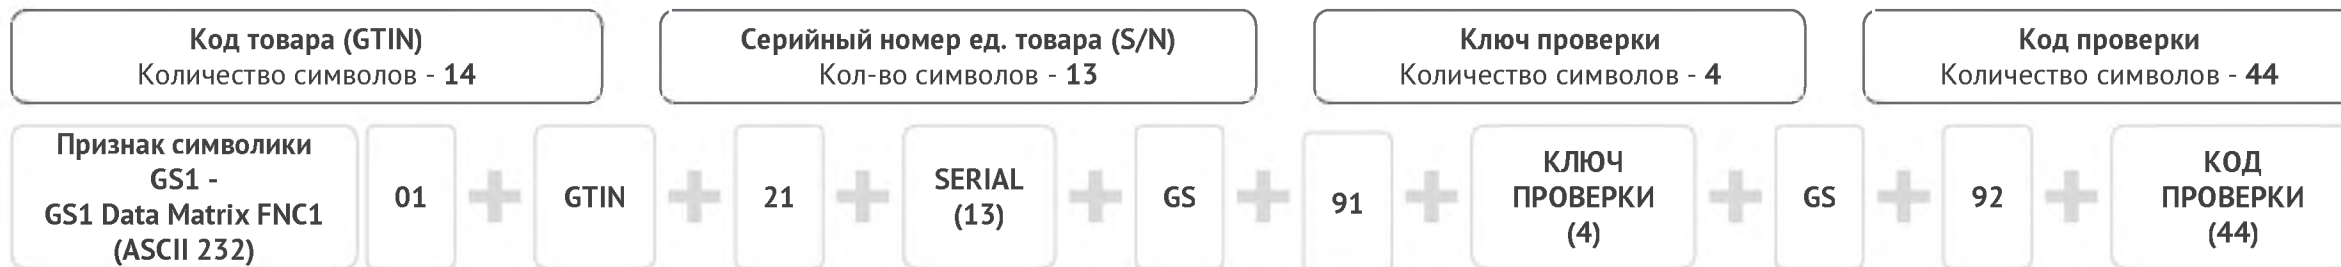 Код товара (GTIN)
Количество символов - 14
Серийный номер ед. товара (S/N)
Кол-во символов - 13
Ключ проверки
Количество символов - 4
Код проверки
Количество символов - 44
Признак символики
GS1 -
GS1 Data Matrix FNC1
(ASCII 232)
01
+
GTIN
+
21
+
SERIAL
(13)
+
GS
+
91
+
КЛЮЧ
ПРОВЕРКИ
(4)
+
GS
+
92
+
КОД
ПРОВЕРКИ
(44)